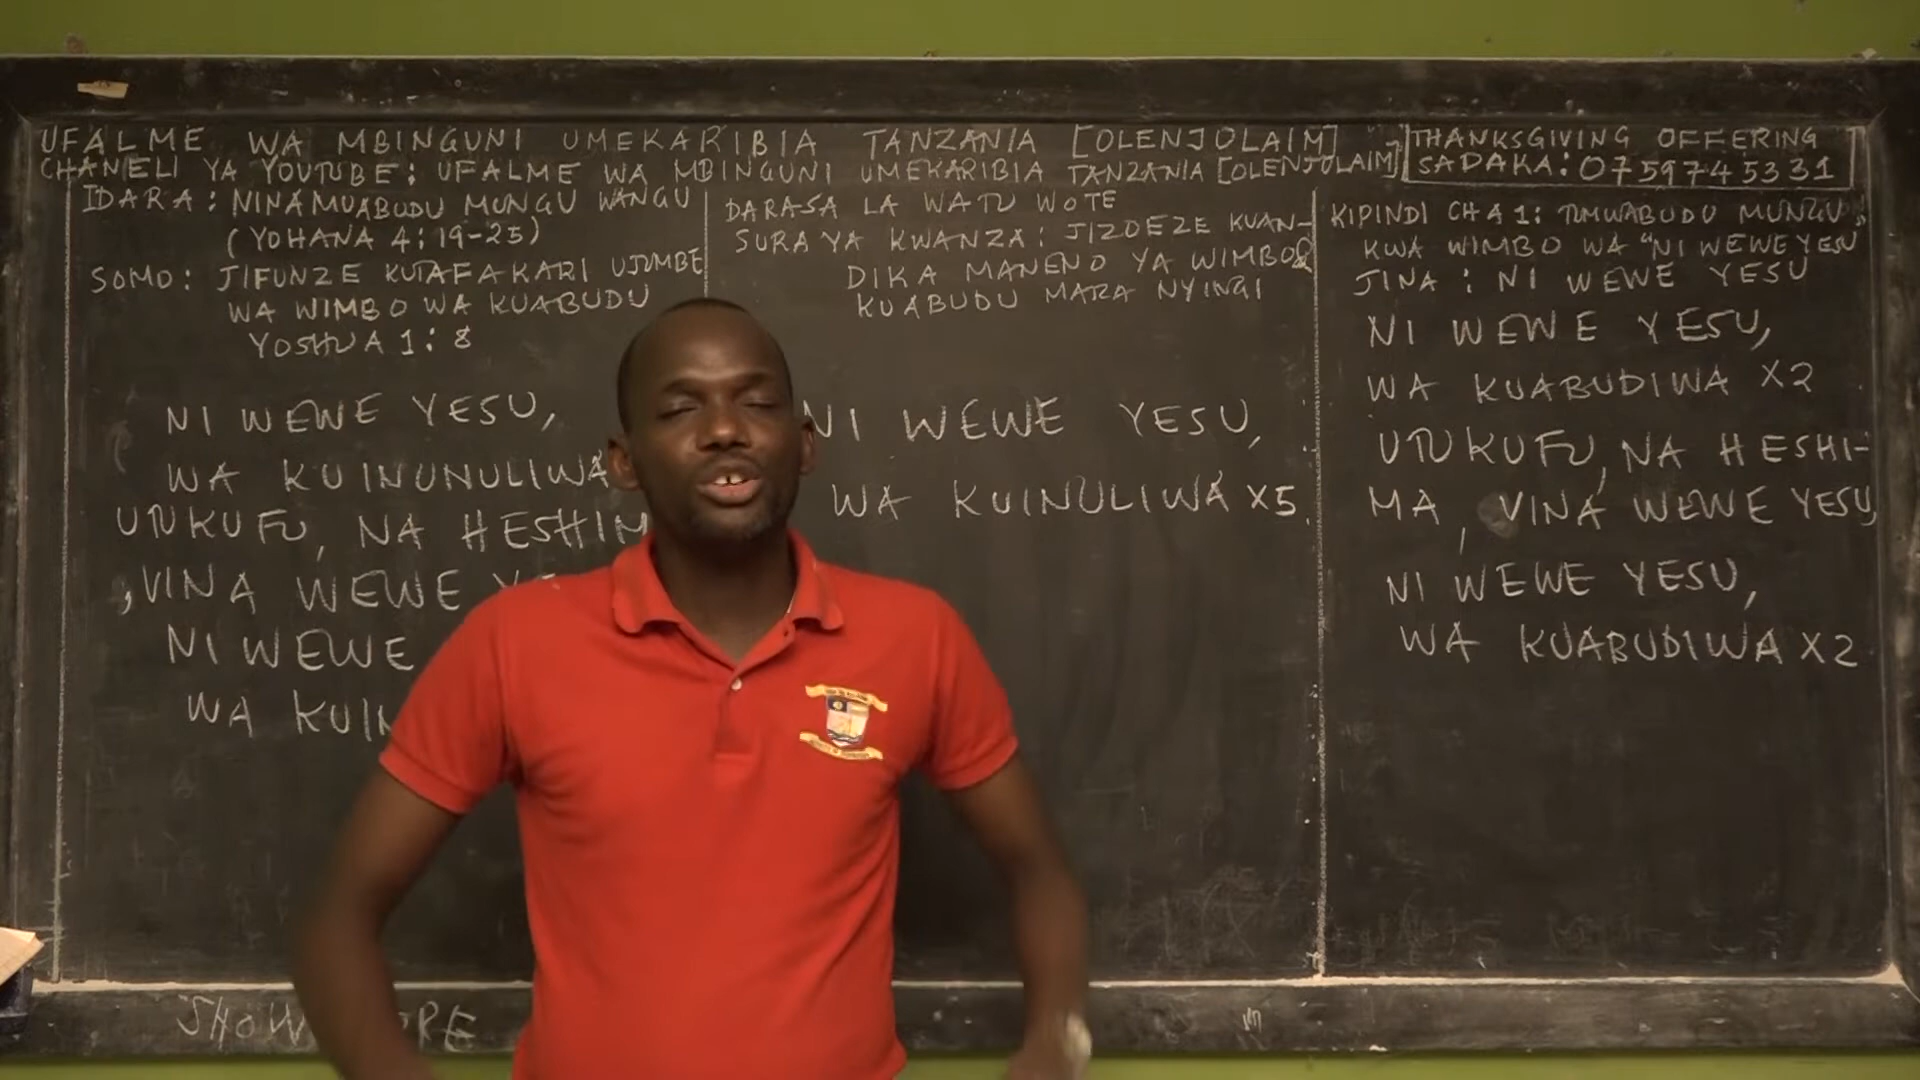 UFALME WA MBINGUNI UMEKARIBIA TANZANIA [OLENJOLAIM]
CHANELI YA YOUTUBE: UFALME WA MBINGUNI UMEKARIBIA TANZANIA [OLENJOLAIM]
THANKSGIVING OFFERING
SADAKA: 0759745331
IDARA: NINAMUABUDU MUNGU WANGU
(YOHANA 4:19-25)
SOMO: JIFUNZE KUTAFAKARI UJUMBE
WA WIMBO WA KUABUDU
YOSHUA 1:8
NI WEWE YESU,
WA KUINUNULIWA
UTUKUFU, NA HESHIM
,VINA WEWE
NI WEWE
WA KUIN
DARASA LA WATU WOTE
SURA YA KWANZA: JIZOEZE KUAN-
DIKA MANENO YA WIMBO
KUABUDU MARA NYINGI
NI WEWE YESU,
WA KUINULIWA X5
KIPINDI CHA 1: TUMWABUDU MUNGU
KWA WIMBO WA "NI WEWE YESU"
JINA: NI WEWE YESU
NI WEWE YESU,
WA KUABUDIWA X2
UTUKUFU, NA HESHI-
MA, VINA WEWE YESU,
NI WEWE YESU,
WA KUABUDIWA X2
SHOW